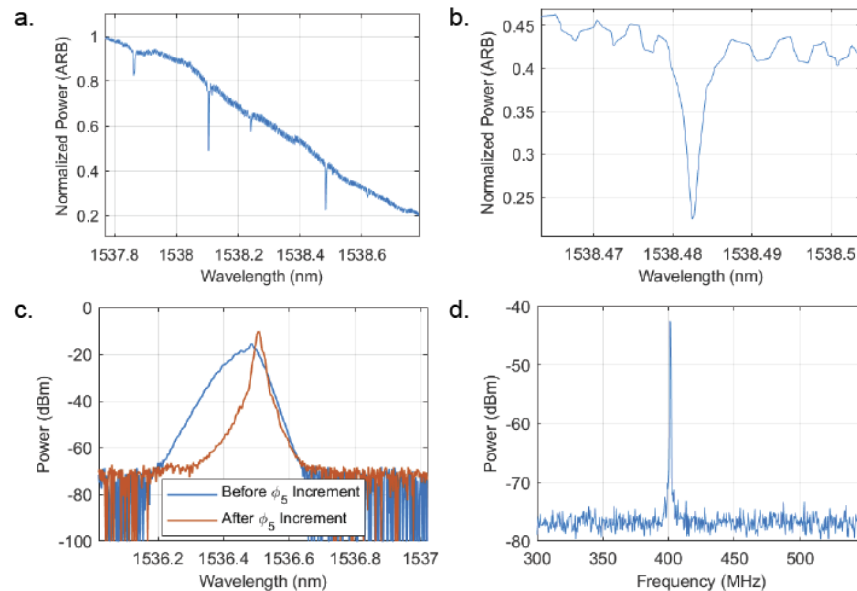 a.
Normalized Power (ARB)
1
0.8
0.6
0.4
0.2
1537.8
1538
1538.2
1538.4
1538.6
Wavelength (nm)
b.
Normalized Power (ARB)
0.45
0.4
0.35
0.3
0.25
1538.47
1538.48
1538.49
1538.5
Wavelength (nm)
c.
Power (dBm)
0
-20
-40
-60
-80
-100
Before ϕ5 Increment
After ϕ5 Increment
1536.2
1536.4
1536.6
1536.8
1537
Wavelength (nm)
d.
Power (dBm)
-40
-50
-60
-70
-80
300
350
400
450
500
Frequency (MHz)